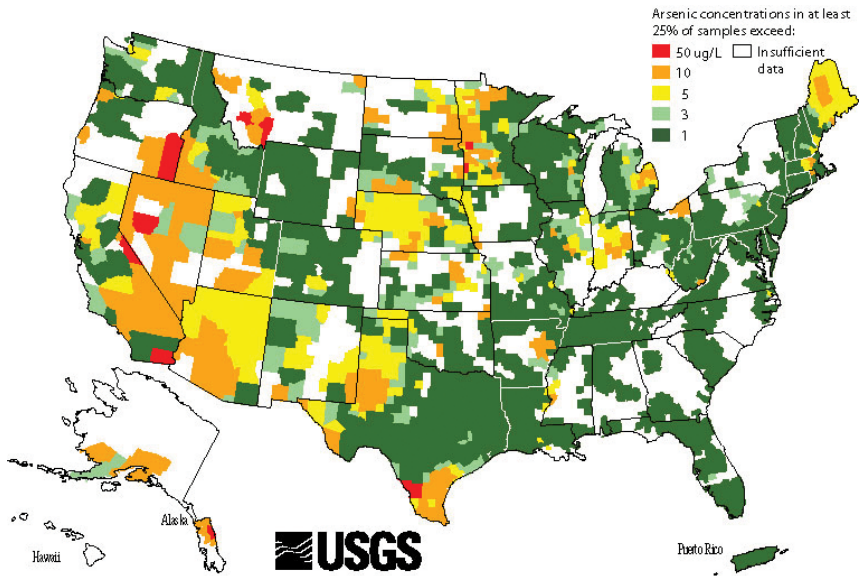 Arsenic concentrations in at least
25% of samples exceed:
50 ug/L
Insufficient
data
10
5
3
1
Alaska
Hawaii
USGS
Puerto Rico